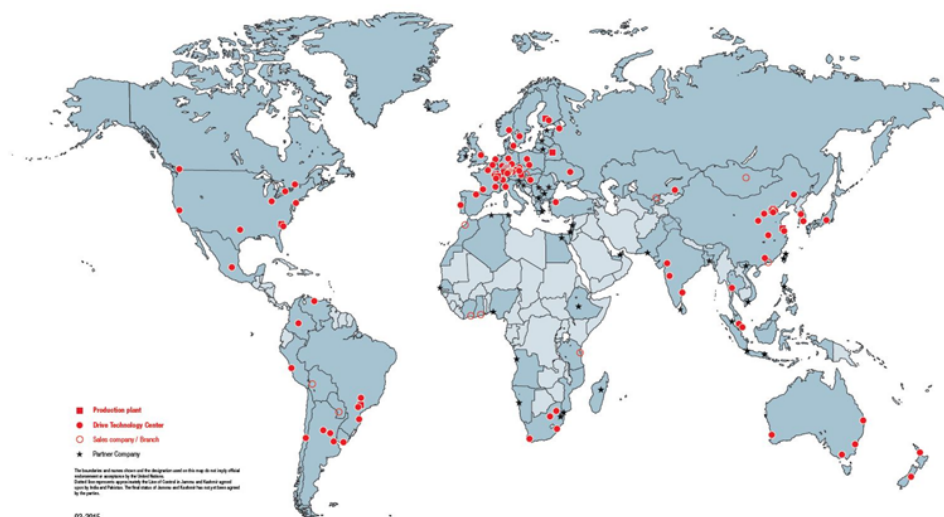 Production plant
Drive Technology Center
Sales company / Branch
Partner Company
The boundaries and names shown and the designation used on this map do not imply official
endorsement or acceptance by the United Nations.
Dotted line represents approximately the Line of Control in Jammu and Kashmir agreed
upon by India and Pakistan. The final status of Jammu and Kashmir has not yet been agreed
by the parties.